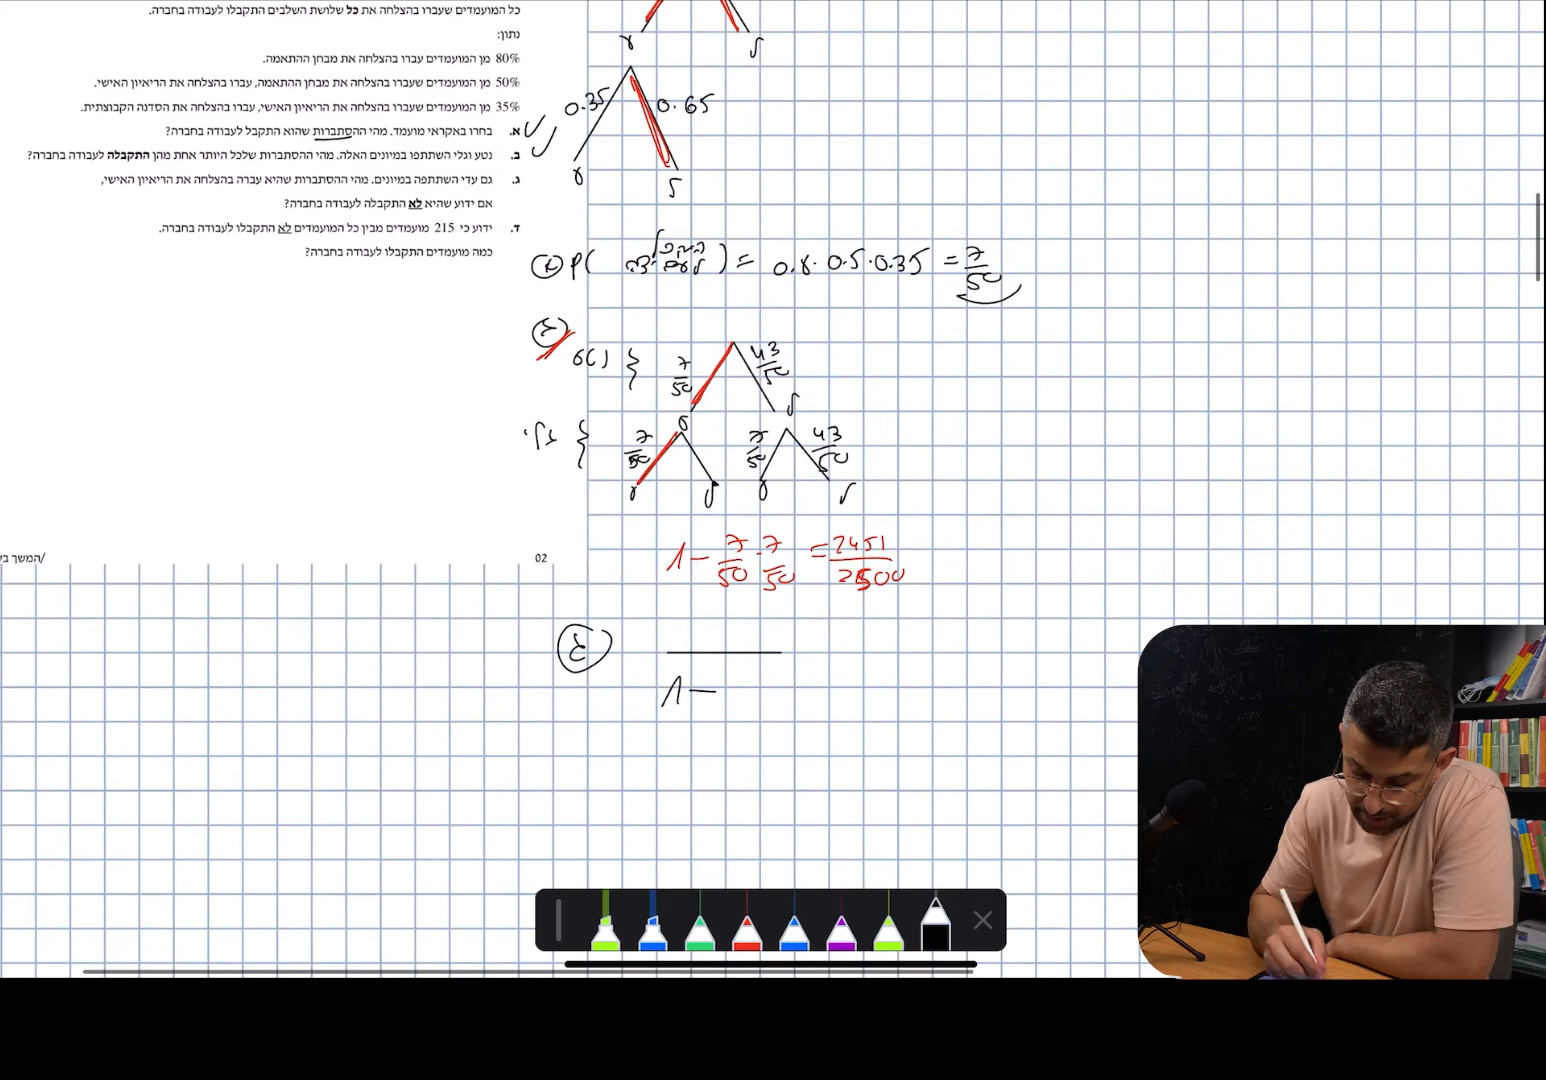 כל המועמדים שעברו בהצלחה את כל שלושת השלבים התקבלו לעבודה בחברה.
נתון:
80% מן המועמדים עברו בהצלחה את מבחן ההתאמה.
50% מן המועמדים שעברו בהצלחה את מבחן ההתאמה, עברו בהצלחה את הריאיון האישי.
35% מן המועמדים שעברו בהצלחה את הריאיון האישי, עברו בהצלחה את הסדנה הקבוצתית.
א. בחרו באקראי מועמד. מהי ההסתברות שהוא התקבל לעבודה בחברה?
ב. נטע וגלי השתתפו במיונים האלה. מהי ההסתברות שלכל היותר אחת מהן התקבלה לעבודה בחברה?
ג. גם עדי השתתפה במיונים. מהי ההסתברות שהיא עברה בהצלחה את הריאיון האישי,
אם ידוע שהיא לא התקבלה לעבודה בחברה?
ד. ידוע כי 215 מועמדים מבין כל המועמדים לא התקבלו לעבודה בחברה.
כמה מועמדים התקבלו לעבודה בחברה?
/המשך בע
02
ע ל
0.35 0.65
ע ל
א P( ) = 0.8 · 0.5 · 0.35 = 7/50
ב
נטע 7/50 43/50
ל
גלי 7/50 7/50 43/50
ל
1 - 7/50 · 7/50 = 2451/2500
ג
1 -